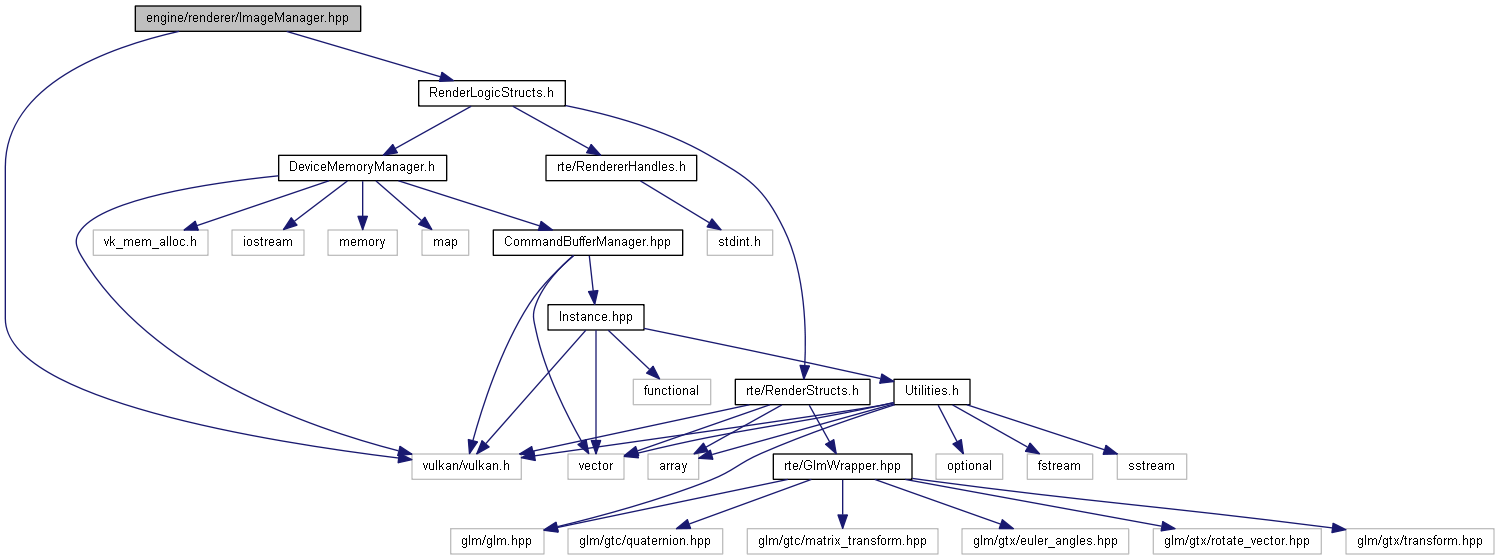 engine/renderer/ImageManager.hpp
RenderLogicStructs.h
DeviceMemoryManager.h
rte/RendererHandles.h
vk_mem_alloc.h
iostream
memory
map
CommandBufferManager.hpp
stdint.h
Instance.hpp
functional
rte/RenderStructs.h
Utilities.h
vulkan/vulkan.h
vector
array
rte/GlmWrapper.hpp
optional
fstream
sstream
glm/glm.hpp
glm/gtc/quaternion.hpp
glm/gtc/matrix_transform.hpp
glm/gtx/euler_angles.hpp
glm/gtx/rotate_vector.hpp
glm/gtx/transform.hpp